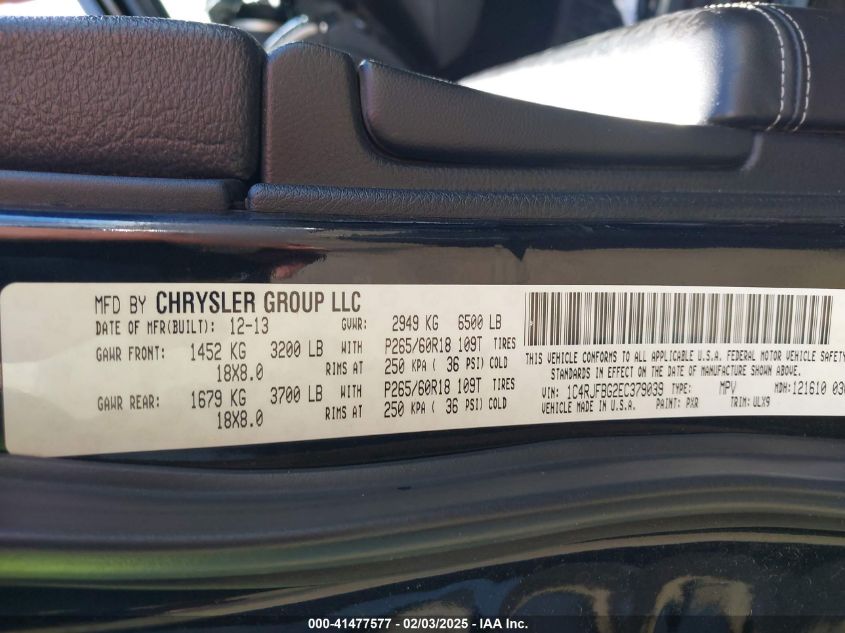 MFD BY CHRYSLER GROUP LLC
DATE OF MFR(BUILT): 12-13 GVWR: 2949 KG 6500 LB
GAWR FRONT: 1452 KG 3200 LB WITH P265/60R18 109T TIRES
18X8.0 RIMS AT 250 KPA ( 36 PSI) COLD
GAWR REAR: 1679 KG 3700 LB WITH P265/60R18 109T TIRES
18X8.0 RIMS AT 250 KPA ( 36 PSI) COLD
THIS VEHICLE CONFORMS TO ALL APPLICABLE U.S.A. FEDERAL MOTOR VEHICLE SAFETY
STANDARDS IN EFFECT ON THE DATE OF MANUFACTURE SHOWN ABOVE.
VIN: 1C4RJFBG2EC379039 TYPE: MPV MDH: 121610
VEHICLE MADE IN U.S.A. PAINT: PXR TRIM: ULX9
000-41477577 - 02/03/2025 - IAA Inc.